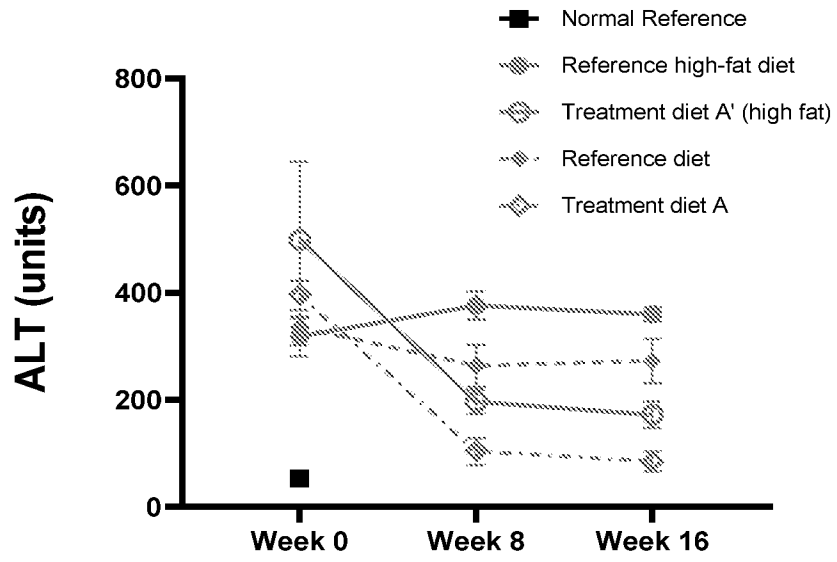 Normal Reference
Reference high-fat diet
Treatment diet A' (high fat)
Reference diet
Treatment diet A
ALT (units)
800
600
400
200
0
Week 0
Week 8
Week 16